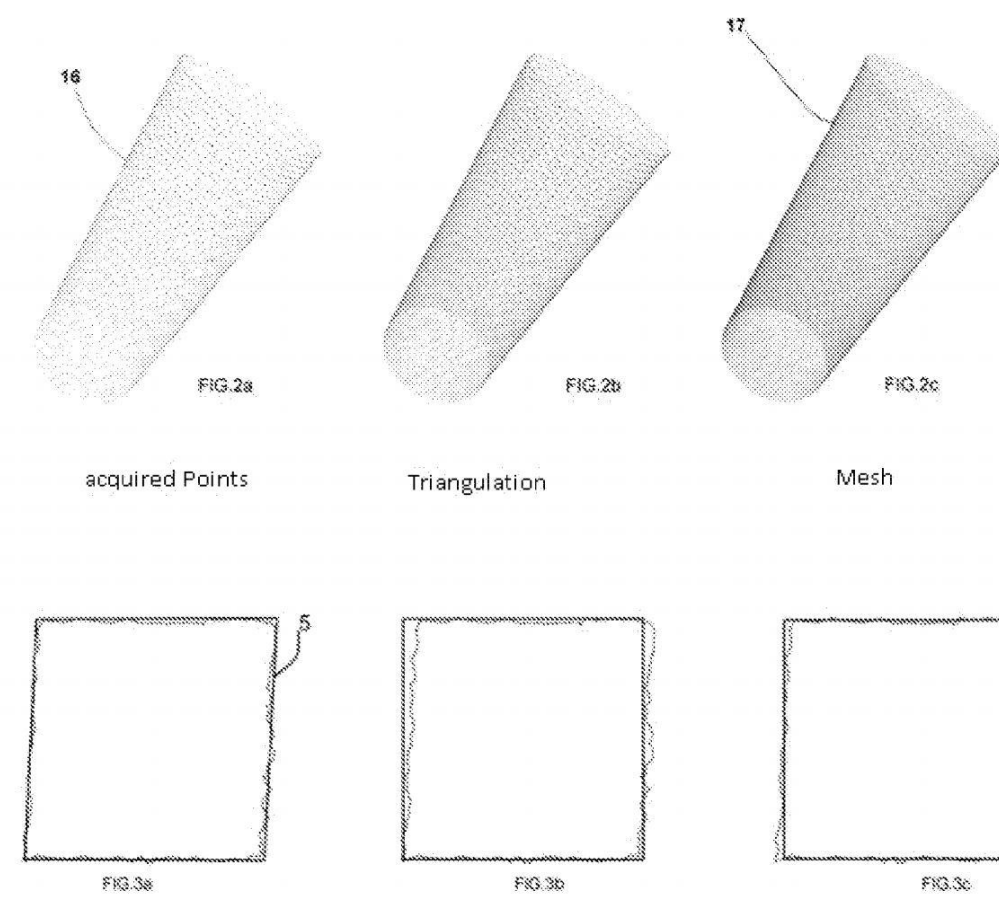 16
17
FIG.2a
FIG.2b
FIG.2c
acquired Points
Triangulation
Mesh
5
FIG.3a
FIG.3b
FIG.3c